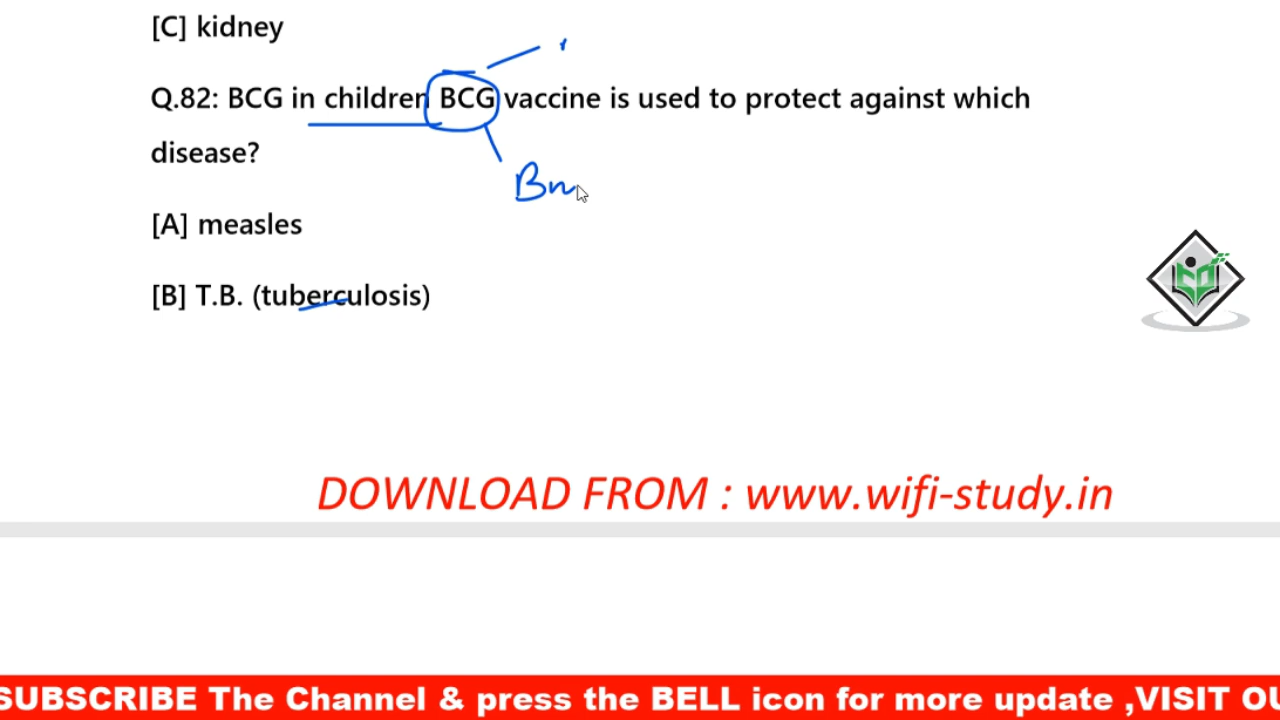 [C] kidney
Q.82: BCG in children BCG vaccine is used to protect against which
disease?
Bn
[A] measles
[B] T.B. (tuberculosis)
DOWNLOAD FROM : www.wifi-study.in
SUBSCRIBE The Channel & press the BELL icon for more update ,VISIT OU